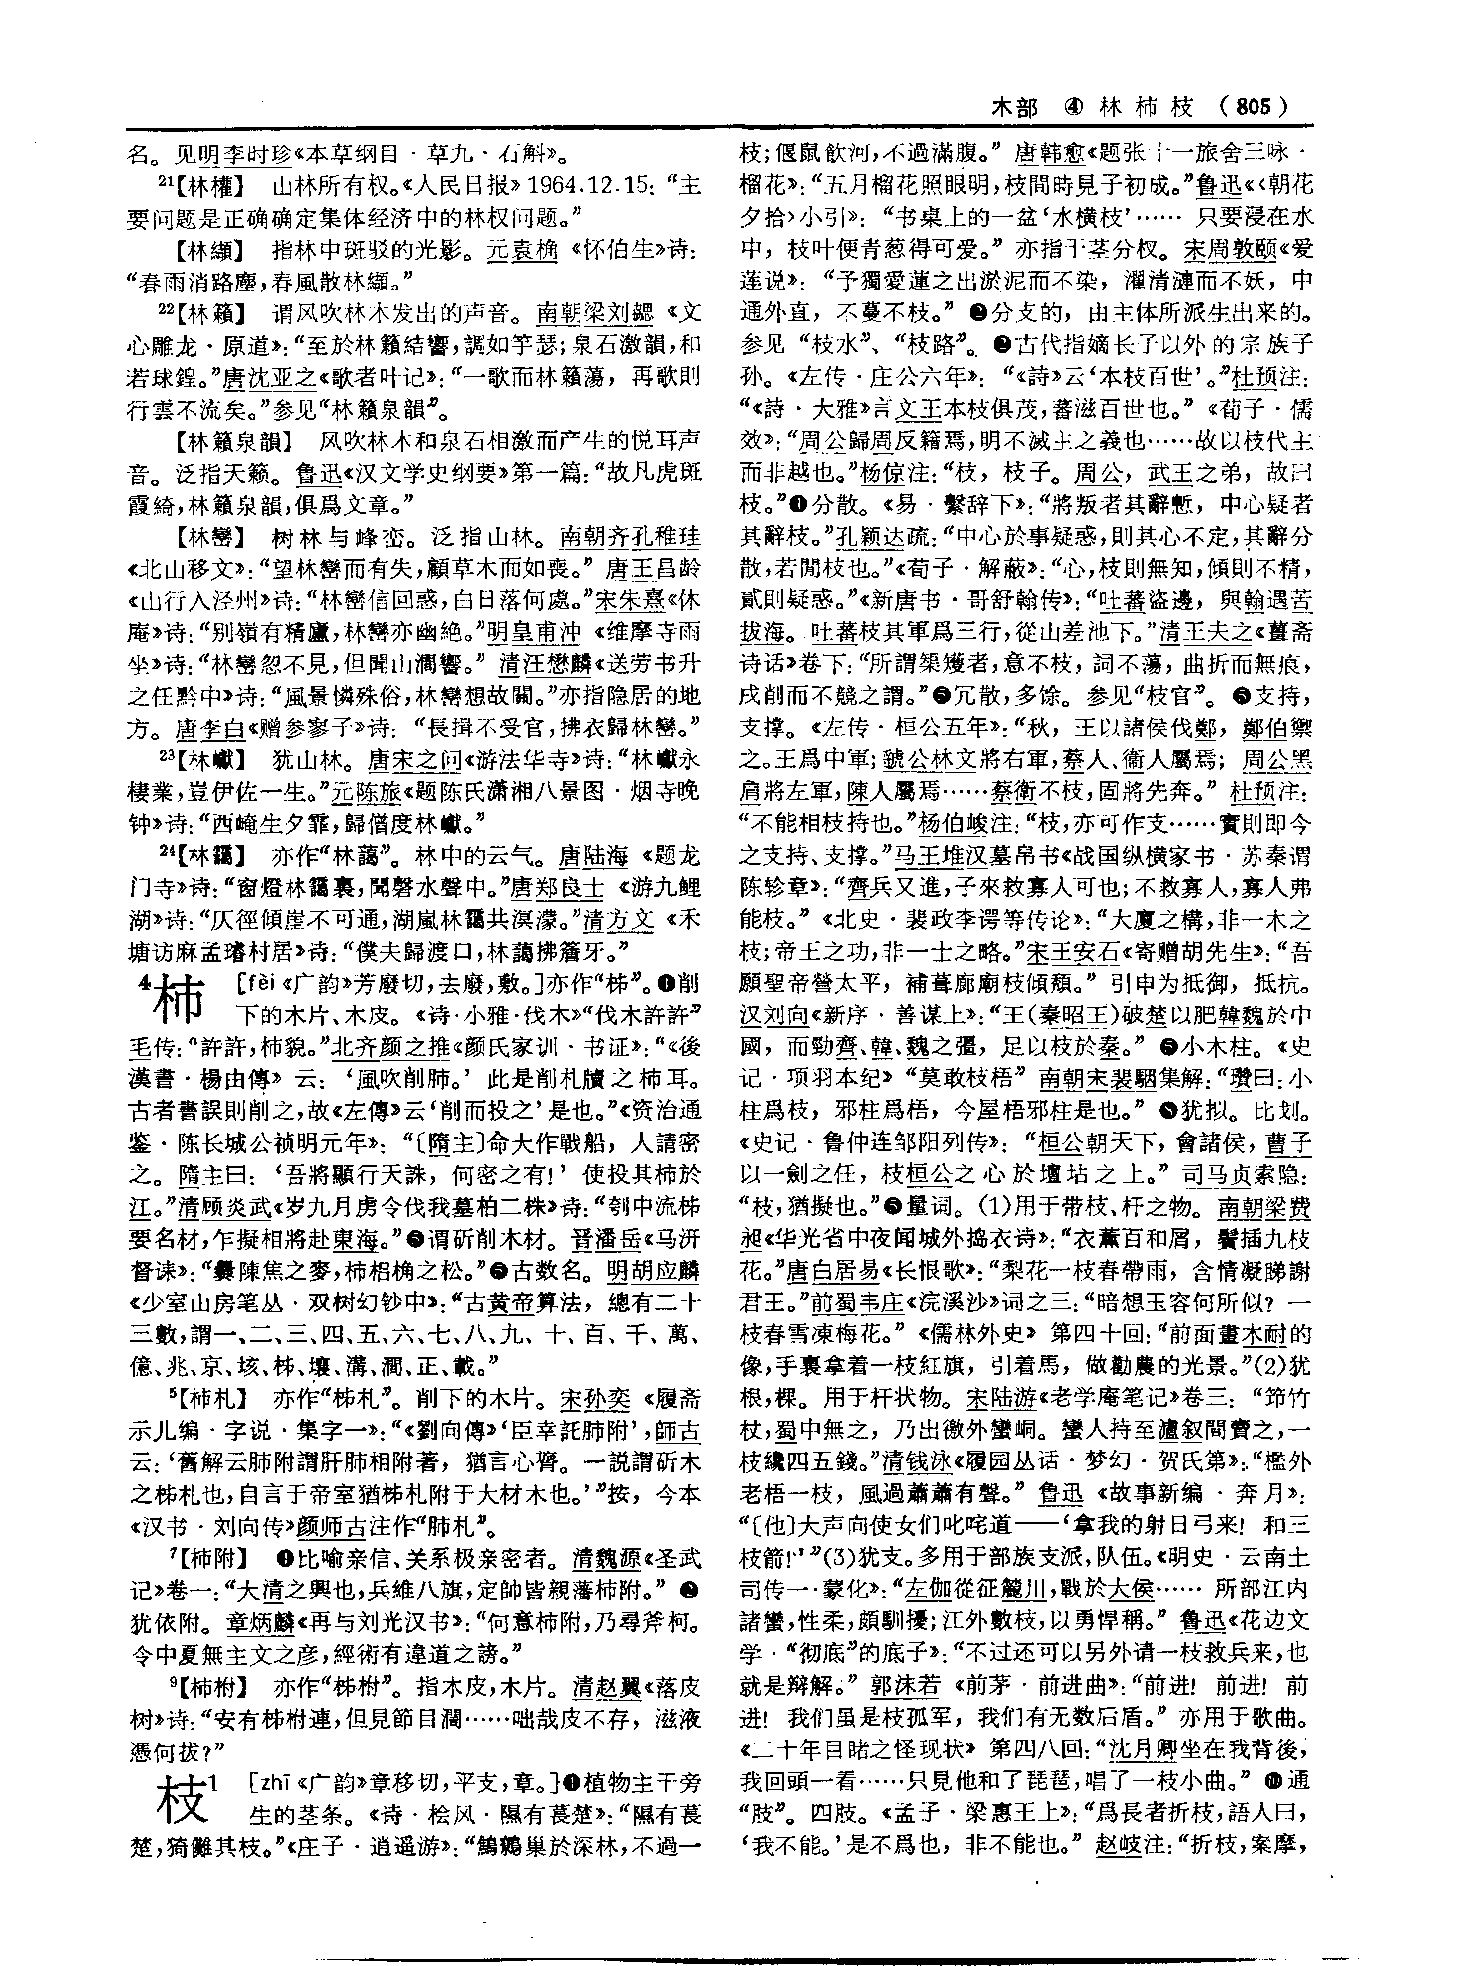 木部 ④ 林 杮 枝 (805)
名。见明李时珍《本草纲目·草九·石斛》。
²¹【林權】 山林所有权。《人民日报》1964.12.15：“主
要问题是正确确定集体经济中的林权问题。”
【林纈】 指林中斑驳的光影。元袁桷《怀伯生》诗：
“春雨消路塵，春風散林纈。”
²²【林籟】 谓风吹林木发出的声音。南朝梁刘勰《文
心雕龙·原道》：“至於林籟結響，調如竽瑟；泉石激韻，和
若球鍠。”唐沈亚之《歌者叶记》：“一歌而林籟蕩，再歌則
行雲不流矣。”参见“林籟泉韻”。
【林籟泉韻】 风吹林木和泉石相激而产生的悦耳声
音。泛指天籁。鲁迅《汉文学史纲要》第一篇：“故凡虎斑
霞綺，林籟泉韻，俱爲文章。”
【林巒】 树林与峰峦。泛指山林。南朝齐孔稚珪
《北山移文》：“望林巒而有失，顧草木而如喪。”唐王昌龄
《山行入泾州》诗：“林巒信回惑，白日落何處。”宋朱熹《休
庵》诗：“别嶺有精廬，林巒亦幽絶。”明皇甫冲《维摩寺雨
坐》诗：“林巒忽不見，但聞山澗響。”清汪懋麟《送劳书升
之任黔中》诗：“風景憐殊俗，林巒想故關。”亦指隐居的地
方。唐李白《赠参寥子》诗：“長揖不受官，拂衣歸林巒。”
²³【林巘】 犹山林。唐宋之问《游法华寺》诗：“林巘永
棲業，豈伊佐一生。”元陈旅《题陈氏潇湘八景图·烟寺晚
钟》诗：“西崦生夕霏，歸僧度林巘。”
²⁴【林靄】 亦作“林藹”。林中的云气。唐陆海《题龙
门寺》诗：“窗燈林靄裏，聞磬水聲中。”唐郑良士《游九鲤
湖》诗：“仄徑傾崖不可通，湖嵐林靄共溟濛。”清方文《禾
塘访麻孟璿村居》诗：“僕夫歸渡口，林藹拂簷牙。”
⁴杮 [fèi《广韵》芳廢切，去廢，敷。]亦作“柹”。❶削
下的木片、木皮。《诗·小雅·伐木》“伐木許許”
毛传：“許許，杮貌。”北齐颜之推《颜氏家训·书证》：“《後
漢書·楊由傳》云：‘風吹削肺。’此是削札牘之杮耳。
古者書誤則削之，故《左傳》云‘削而投之’是也。”《资治通
鉴·陈长城公祯明元年》：“〔隋主〕命大作戰船，人請密
之。隋主曰：‘吾將顯行天誅，何密之有！’使投其杮於
江。”清顾炎武《岁九月虏令伐我墓柏二株》诗：“刳中流柹
要名材，乍擬相將赴東海。”❷谓斫削木材。晋潘岳《马汧
督诔》：“爨陳焦之麥，杮梠桷之松。”❸古数名。明胡应麟
《少室山房笔丛·双树幻钞中》：“古黄帝算法，總有二十
三數，謂一、二、三、四、五、六、七、八、九、十、百、千、萬、
億、兆、京、垓、柹、壤、溝、澗、正、載。”
⁵【杮札】 亦作“柹札”。削下的木片。宋孙奕《履斋
示儿编·字说·集字一》：“《劉向傳》‘臣幸託肺附’，師古
云：‘舊解云肺附謂肝肺相附著，猶言心膂。一説謂斫木
之柹札也，自言于帝室猶柹札附于大材木也。’”按，今本
《汉书·刘向传》颜师古注作“肺札”。
⁷【杮附】 ❶比喻亲信、关系极亲密者。清魏源《圣武
记》卷一：“大清之興也，兵維八旗，定帥皆親藩杮附。”❷
犹依附。章炳麟《再与刘光汉书》：“何意杮附，乃尋斧柯。
令中夏無主文之彦，經術有違道之謗。”
⁹【杮柎】 亦作“柹柎”。指木皮，木片。清赵翼《落皮
树》诗：“安有柹柎連，但見節目濶……咄哉皮不存，滋液
憑何拔？”
枝¹ [zhī《广韵》章移切，平支，章。]❶植物主干旁
生的茎条。《诗·桧风·隰有萇楚》：“隰有萇
楚，猗儺其枝。”《庄子·逍遥游》：“鷦鷯巢於深林，不過一
枝；偃鼠飲河，不過滿腹。”唐韩愈《题张十一旅舍三咏·
榴花》：“五月榴花照眼明，枝間時見子初成。”鲁迅《〈朝花
夕拾〉小引》：“书桌上的一盆‘水横枝’……只要浸在水
中，枝叶便青葱得可爱。”亦指干茎分杈。宋周敦颐《爱
莲说》：“予獨愛蓮之出淤泥而不染，濯清漣而不妖，中
通外直，不蔓不枝。”❷分支的，由主体所派生出来的。
参见“枝水”、“枝路”。❸古代指嫡长子以外的宗族子
孙。《左传·庄公六年》：“《詩》云‘本枝百世’。”杜预注：
“《詩·大雅》言文王本枝俱茂，蕃滋百世也。”《荀子·儒
效》：“周公歸周反籍焉，明不滅主之義也……故以枝代主
而非越也。”杨倞注：“枝，枝子。周公，武王之弟，故曰
枝。”❹分散。《易·繫辞下》：“將叛者其辭慙，中心疑者
其辭枝。”孔颖达疏：“中心於事疑惑，則其心不定，其辭分
散，若閒枝也。”《荀子·解蔽》：“心，枝則無知，傾則不精，
貳則疑惑。”《新唐书·哥舒翰传》：“吐蕃盜邊，與翰遇苦
拔海。吐蕃枝其軍爲三行，從山差池下。”清王夫之《薑斋
诗话》卷下：“所謂榘矱者，意不枝，詞不蕩，曲折而無痕，
戌削而不競之謂。”❺冗散，多馀。参见“枝官”。❻支持，
支撑。《左传·桓公五年》：“秋，王以諸侯伐鄭，鄭伯禦
之。王爲中軍；虢公林父將右軍，蔡人、衞人屬焉；周公黑
肩將左軍，陳人屬焉……蔡衛不枝，固將先奔。”杜预注：
“不能相枝持也。”杨伯峻注：“枝，亦可作支……實則即今
之支持、支撑。”马王堆汉墓帛书《战国纵横家书·苏秦谓
陈轸章》：“齊兵又進，子來救寡人可也；不救寡人，寡人弗
能枝。”《北史·裴政李谔等传论》：“大廈之構，非一木之
枝；帝王之功，非一士之略。”宋王安石《寄赠胡先生》：“吾
願聖帝營太平，補葺廊廟枝傾頹。”引申为抵御，抵抗。
汉刘向《新序·善谋上》：“王（秦昭王）破楚以肥韓魏於中
國，而勁齊、韓、魏之彊，足以枝於秦。”❼小木柱。《史
记·项羽本纪》“莫敢枝梧”南朝宋裴駰集解：“瓚曰：小
柱爲枝，邪柱爲梧，今屋梧邪柱是也。”❽犹拟。比划。
《史记·鲁仲连邹阳列传》：“桓公朝天下，會諸侯，曹子
以一劍之任，枝桓公之心於壇坫之上。”司马贞索隐：
“枝，猶擬也。”❾量词。(1)用于带枝、杆之物。南朝梁费
昶《华光省中夜闻城外捣衣诗》：“衣薰百和屑，鬢插九枝
花。”唐白居易《长恨歌》：“梨花一枝春帶雨，含情凝睇謝
君王。”前蜀韦庄《浣溪沙》词之三：“暗想玉容何所似？一
枝春雪凍梅花。”《儒林外史》第四十回：“前面畫木耐的
像，手裏拿着一枝紅旗，引着馬，做勸農的光景。”(2)犹
根，棵。用于杆状物。宋陆游《老学庵笔记》卷三：“筇竹
杖，蜀中無之，乃出徼外蠻峒。蠻人持至瀘敘間賣之，一
枝纔四五錢。”清钱泳《履园丛话·梦幻·贺氏第》：“檻外
老梧一枝，風過蕭蕭有聲。”鲁迅《故事新编·奔月》：
“〔他〕大声向使女们叱咤道——‘拿我的射日弓来！和三
枝箭！’”(3)犹支。多用于部族支派，队伍。《明史·云南土
司传一·蒙化》：“左伽從征麓川，戰於大侯……所部江内
諸蠻，性柔，頗馴擾；江外數枝，以勇悍稱。”鲁迅《花边文
学·“彻底”的底子》：“不过还可以另外请一枝救兵来，也
就是辩解。”郭沫若《前茅·前进曲》：“前进！前进！前
进！我们虽是枝孤军，我们有无数后盾。”亦用于歌曲。
《二十年目睹之怪现状》第四八回：“沈月卿坐在我背後，
我回頭一看……只見他和了琵琶，唱了一枝小曲。”❿通
“肢”。四肢。《孟子·梁惠王上》：“爲長者折枝，語人曰，
‘我不能。’是不爲也，非不能也。”赵岐注：“折枝，案摩，